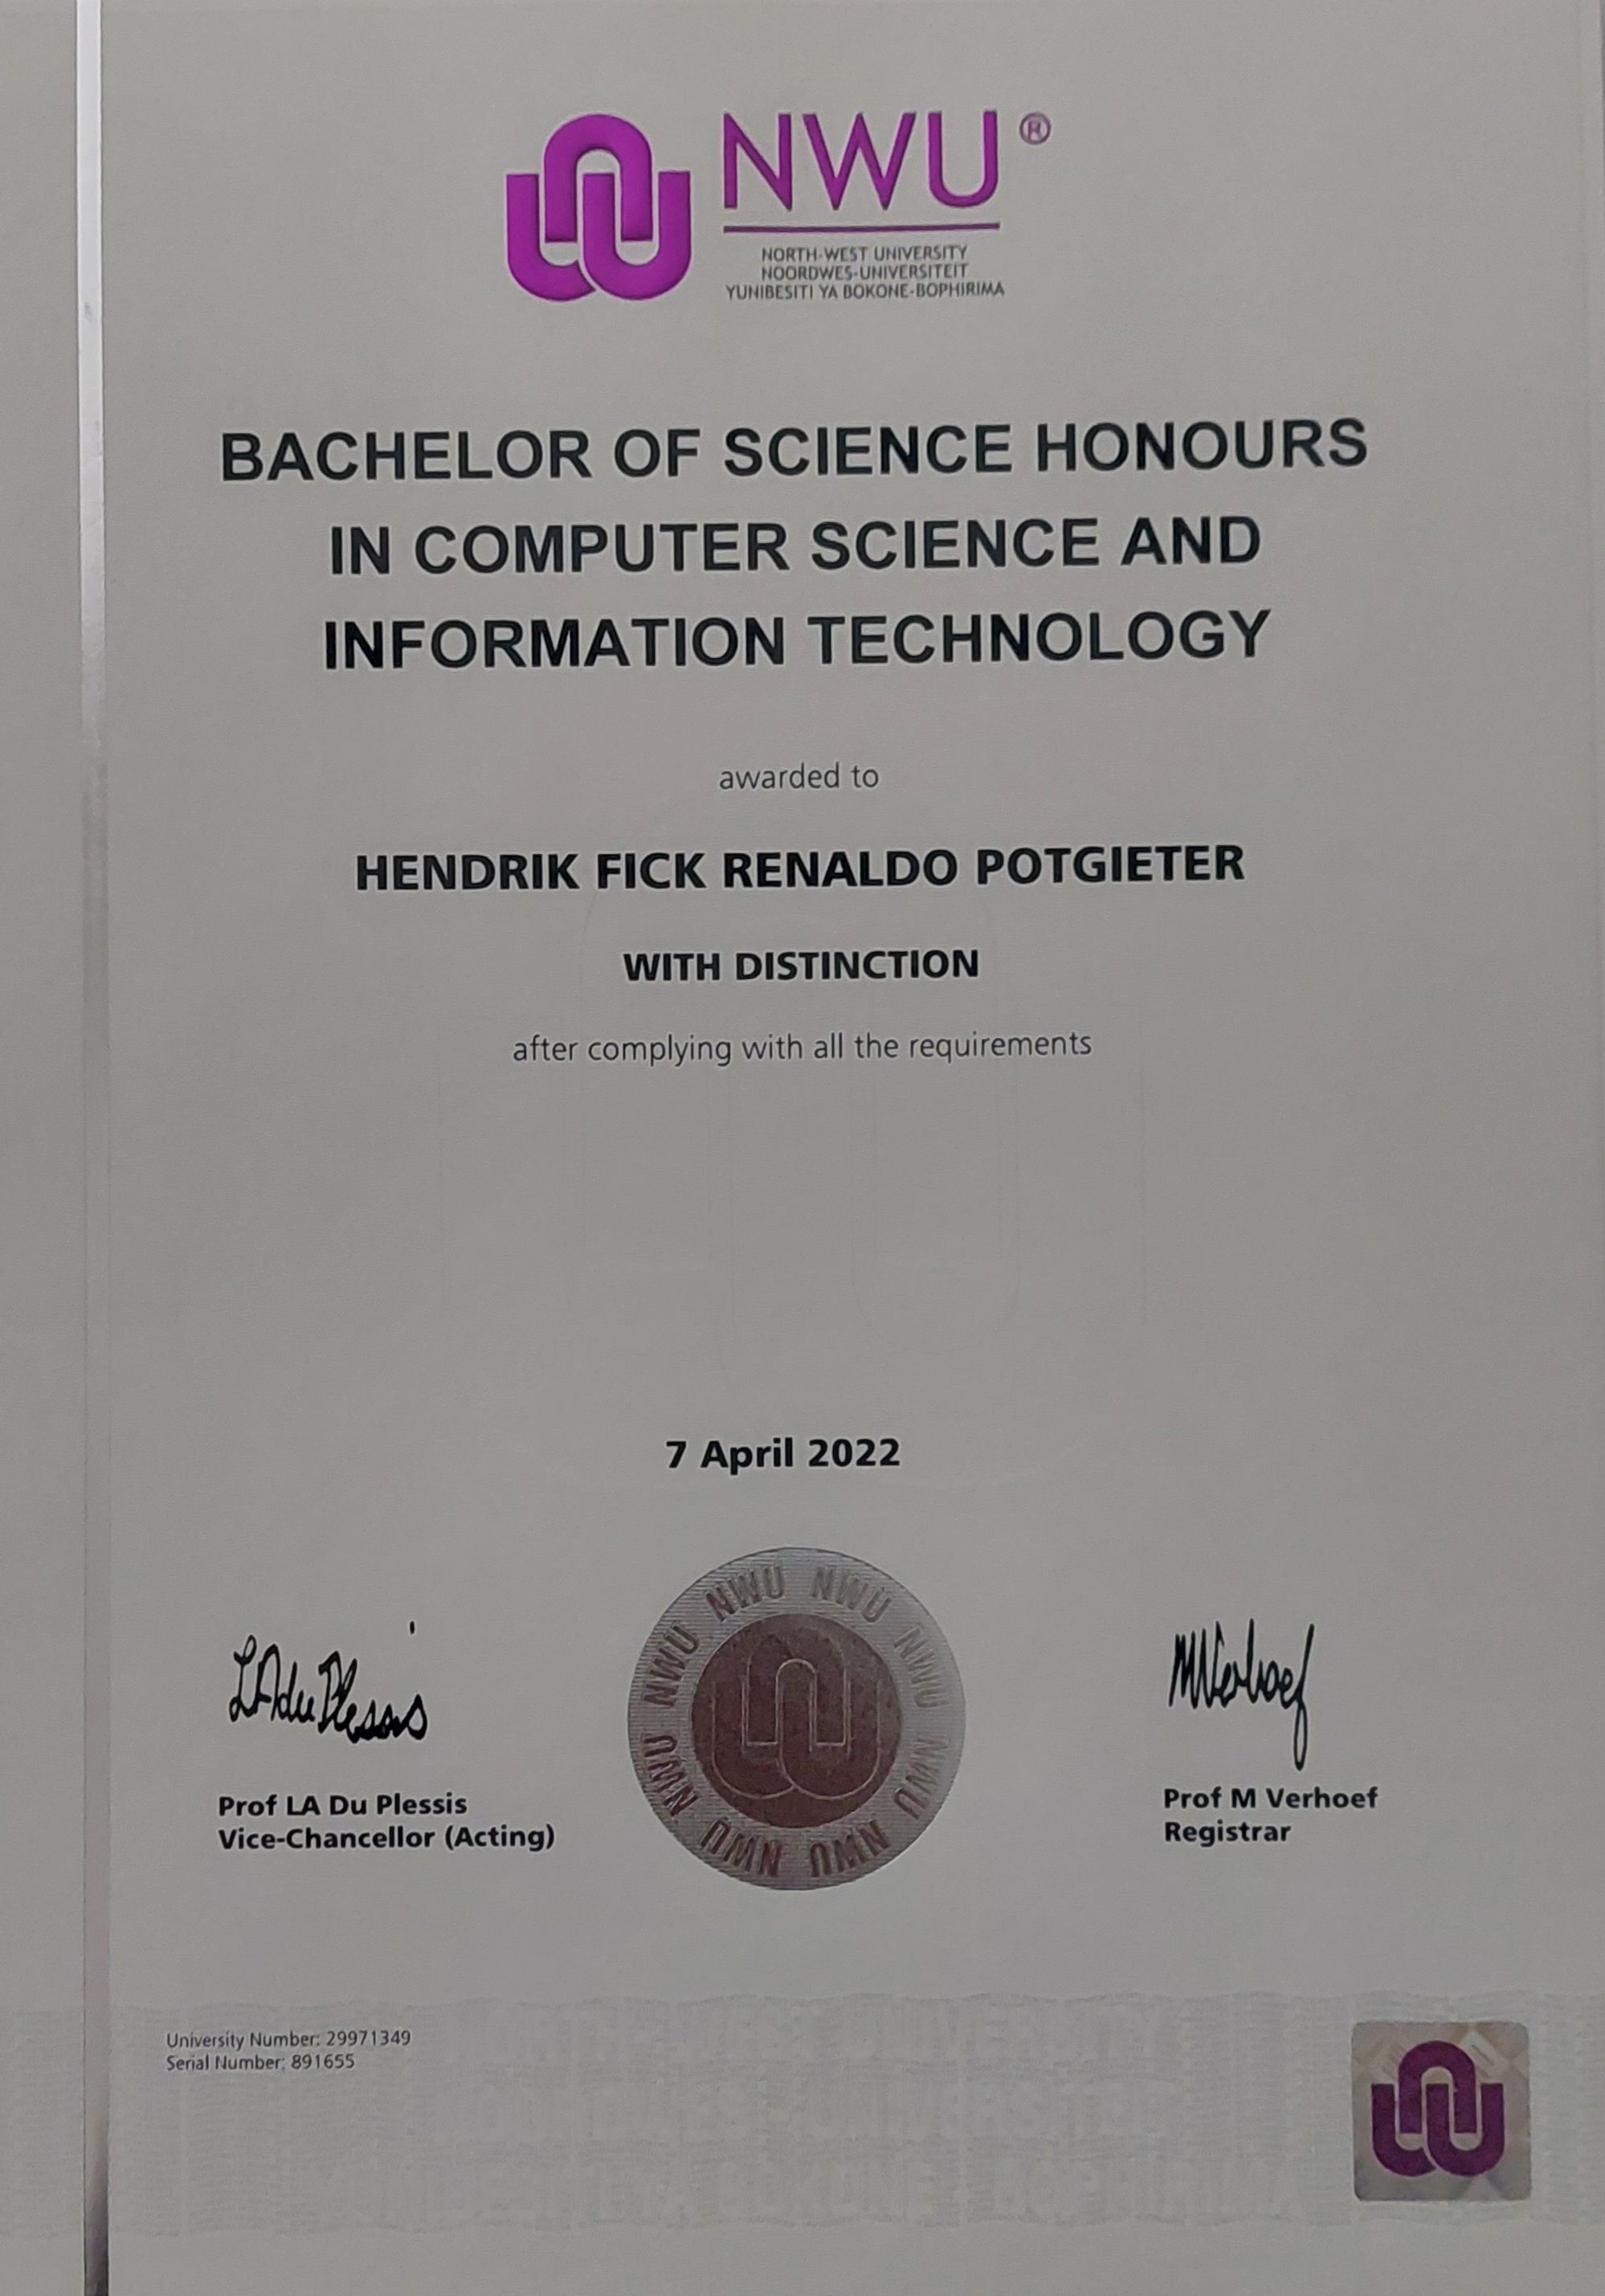 NWU®
NORTH-WEST UNIVERSITY
NOORDWES-UNIVERSITEIT
YUNIBESITI YA BOKONE-BOPHIRIMA
BACHELOR OF SCIENCE HONOURS
IN COMPUTER SCIENCE AND
INFORMATION TECHNOLOGY
awarded to
HENDRIK FICK RENALDO POTGIETER
WITH DISTINCTION
after complying with all the requirements
7 April 2022
NWU NWU NWU NWU NWU NWU NWU NWU NWU NWU
LA du Plessis
MVerhoef
Prof LA Du Plessis
Vice-Chancellor (Acting)
Prof M Verhoef
Registrar
University Number: 29971349
Serial Number: 891655